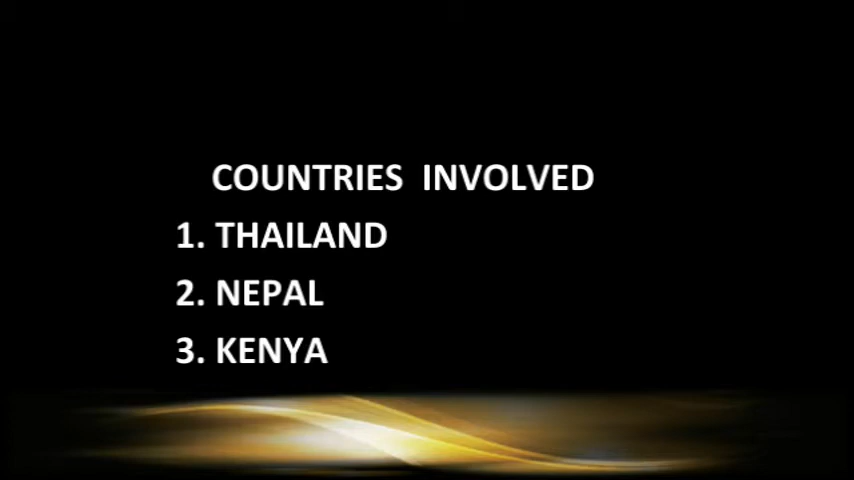 COUNTRIES INVOLVED
1. THAILAND
2. NEPAL
3. KENYA